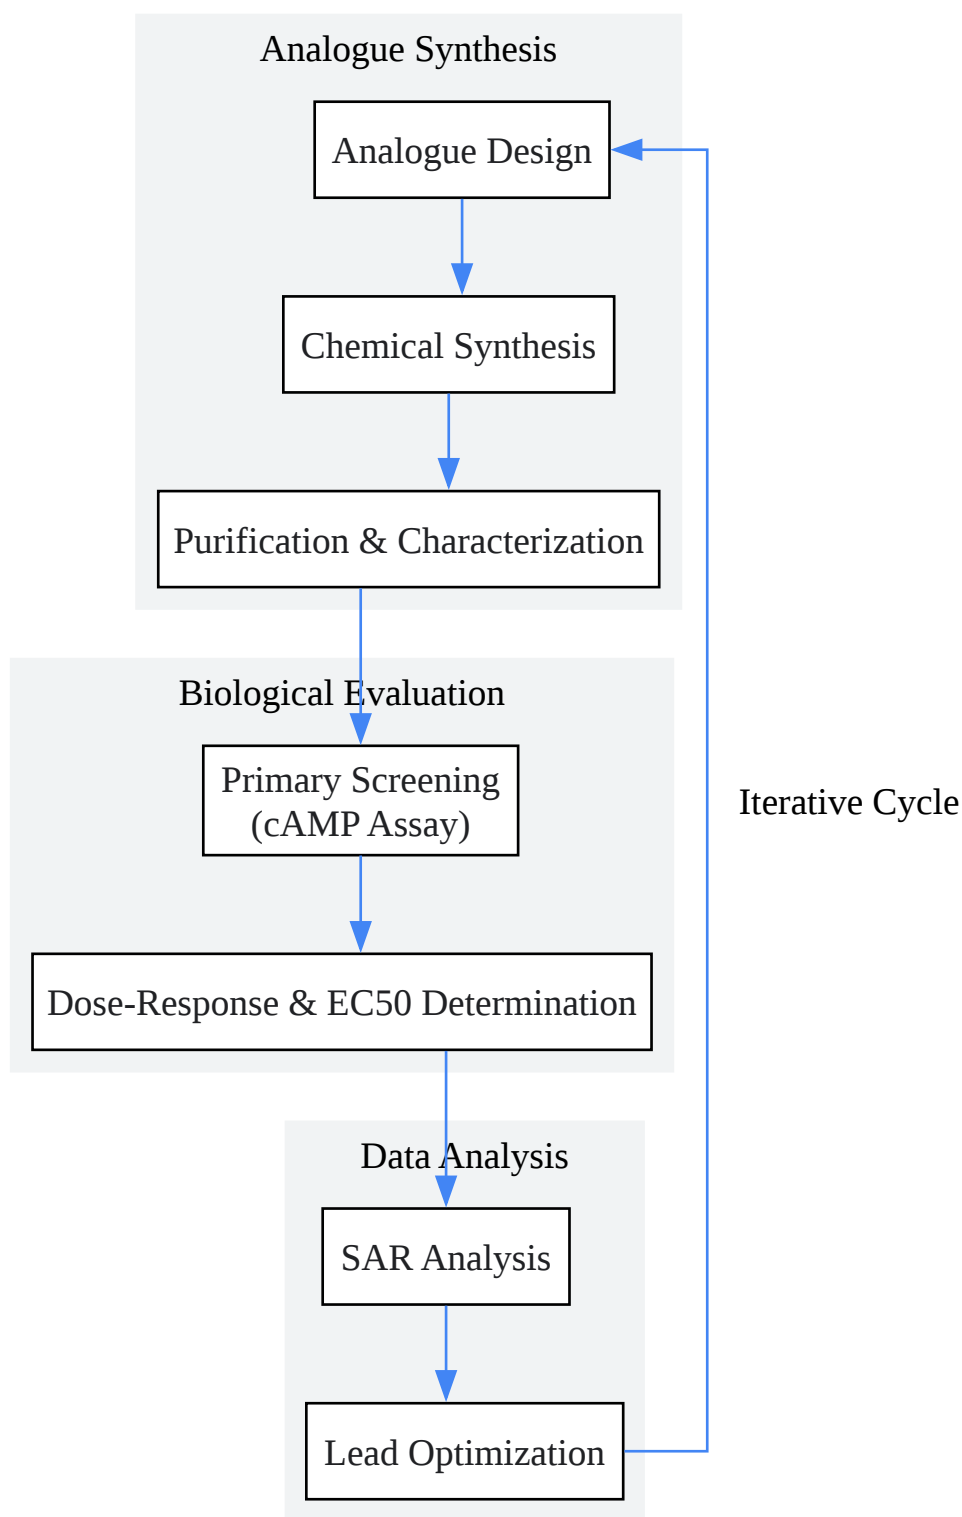 Analogue Synthesis
Analogue Design
Chemical Synthesis
Purification & Characterization
Biological Evaluation
Primary Screening
(cAMP Assay)
Iterative Cycle
Dose-Response & EC50 Determination
Data Analysis
SAR Analysis
Lead Optimization